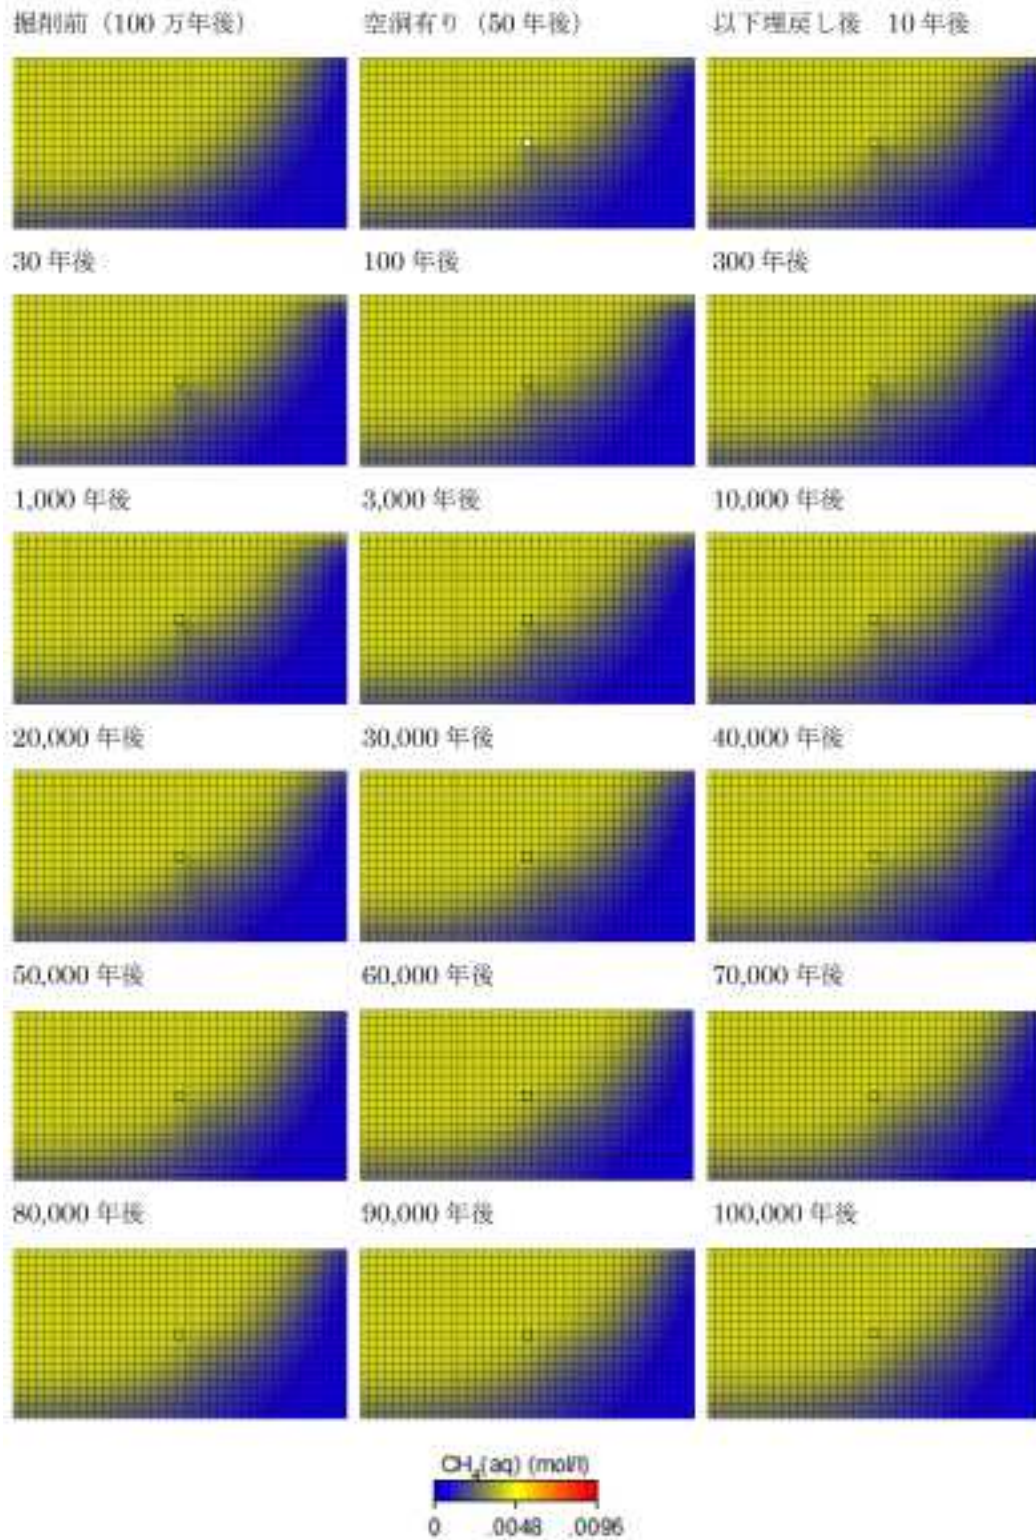 掘削前（100 万年後）
空洞有り（50 年後）
以下埋戻し後　10 年後
30 年後
100 年後
300 年後
1,000 年後
3,000 年後
10,000 年後
20,000 年後
30,000 年後
40,000 年後
50,000 年後
60,000 年後
70,000 年後
80,000 年後
90,000 年後
100,000 年後
CH4(aq) (mol/l)
0 .0048 .0096